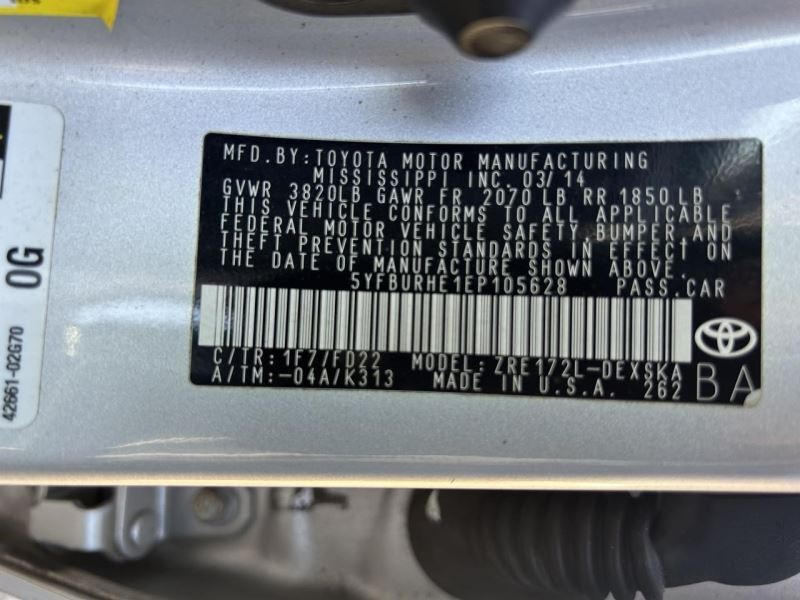 MFD.BY:TOYOTA MOTOR MANUFACTURING
MISSISSIPPI INC. 03/14
GVWR 3820LB GAWR FR 2070 LB RR 1850 LB
THIS VEHICLE CONFORMS TO ALL APPLICABLE
FEDERAL MOTOR VEHICLE SAFETY, BUMPER, AND
THEFT PREVENTION STANDARDS IN EFFECT ON
THE DATE OF MANUFACTURE SHOWN ABOVE.
5YFBURHE1EP105628 PASS.CAR
C/TR: 1F7/FD22 MODEL: ZRE172L-DEXSKA
A/TM:-04A/K313 MADE IN U.S.A. 262
BA
0G
42661-02G70